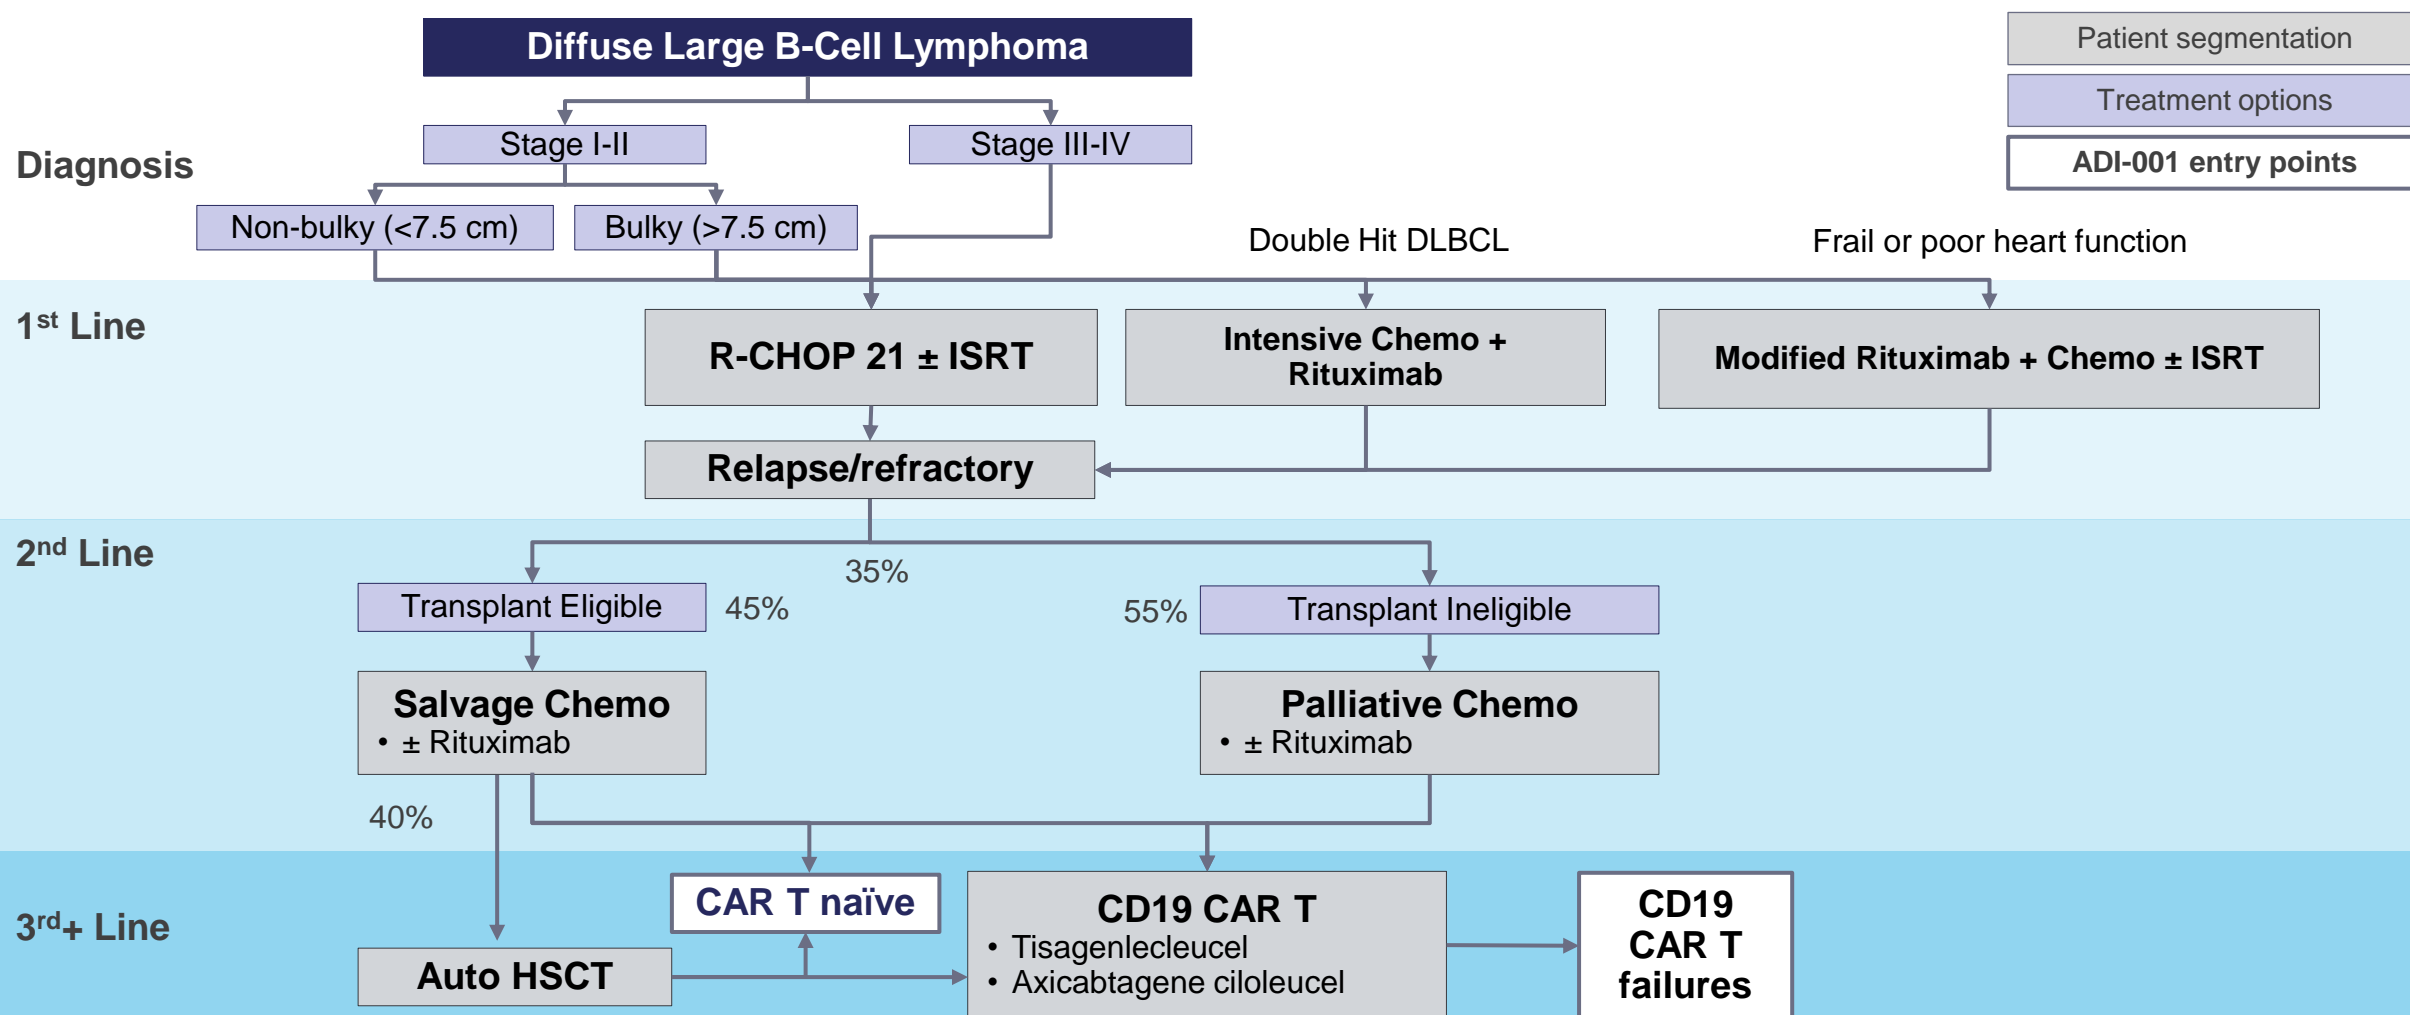 Diffuse Large B-Cell Lymphoma
Patient segmentation
Treatment options
ADI-001 entry points
Diagnosis
Stage I-II
Stage III-IV
Non-bulky (<7.5 cm)
Bulky (>7.5 cm)
Double Hit DLBCL
Frail or poor heart function
1st Line
R-CHOP 21 ± ISRT
Intensive Chemo +
Rituximab
Modified Rituximab + Chemo ± ISRT
Relapse/refractory
2nd Line
35%
Transplant Eligible
45%
55%
Transplant Ineligible
Salvage Chemo
• ± Rituximab
Palliative Chemo
• ± Rituximab
40%
3rd+ Line
CAR T naïve
Auto HSCT
CD19 CAR T
• Tisagenlecleucel
• Axicabtagene ciloleucel
CD19
CAR T
failures